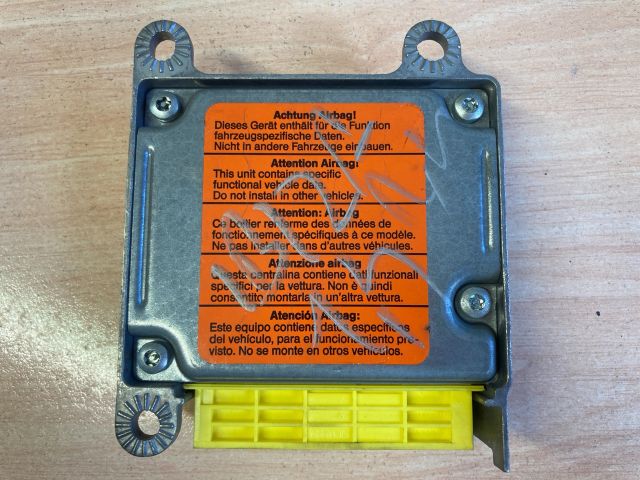 Achtung Airbag!
Dieses Gerät enthält für die Funktion
fahrzeugspezifische Daten.
Nicht in andere Fahrzeuge einbauen.
Attention Airbag:
This unit contains specific
functional vehicle date.
Do not install in other vehicles.
Attention: Airbag
Ce boîtier renferme des données de
fonctionnement spécifiques à ce modèle.
Ne pas installer dans d'autres véhicules.
Attenzione airbag
Questa centralina contiene dati funzionali
specifici per la vettura. Non è quindi
consentito montarla in un'altra vettura.
Atención Airbag:
Este equipo contiene datos específicos
del vehículo, para el funcionamiento pre-
visto. No se monte en otros vehículos.